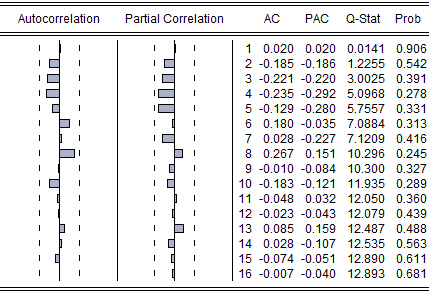 Autocorrelation Partial Correlation AC PAC Q-Stat Prob
1 0.020 0.020 0.0141 0.906
2 -0.185 -0.186 1.2255 0.542
3 -0.221 -0.220 3.0025 0.391
4 -0.235 -0.292 5.0968 0.278
5 -0.129 -0.280 5.7557 0.331
6 0.180 -0.035 7.0884 0.313
7 0.028 -0.227 7.1209 0.416
8 0.267 0.151 10.296 0.245
9 -0.010 -0.084 10.300 0.327
10 -0.183 -0.121 11.935 0.289
11 -0.048 0.032 12.050 0.360
12 -0.023 -0.043 12.079 0.439
13 0.085 0.159 12.487 0.488
14 0.028 -0.107 12.535 0.563
15 -0.074 -0.051 12.890 0.611
16 -0.007 -0.040 12.893 0.681